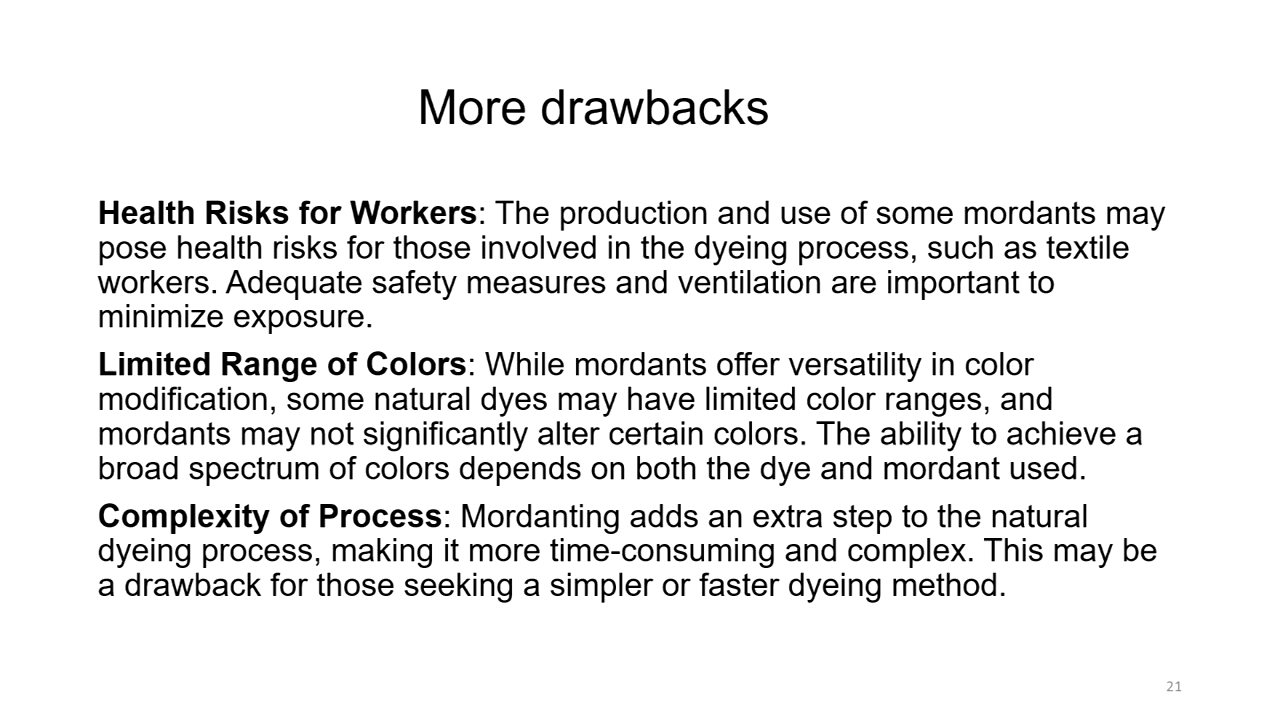 More drawbacks
Health Risks for Workers: The production and use of some mordants may
pose health risks for those involved in the dyeing process, such as textile
workers. Adequate safety measures and ventilation are important to
minimize exposure.
Limited Range of Colors: While mordants offer versatility in color
modification, some natural dyes may have limited color ranges, and
mordants may not significantly alter certain colors. The ability to achieve a
broad spectrum of colors depends on both the dye and mordant used.
Complexity of Process: Mordanting adds an extra step to the natural
dyeing process, making it more time-consuming and complex. This may be
a drawback for those seeking a simpler or faster dyeing method.
21